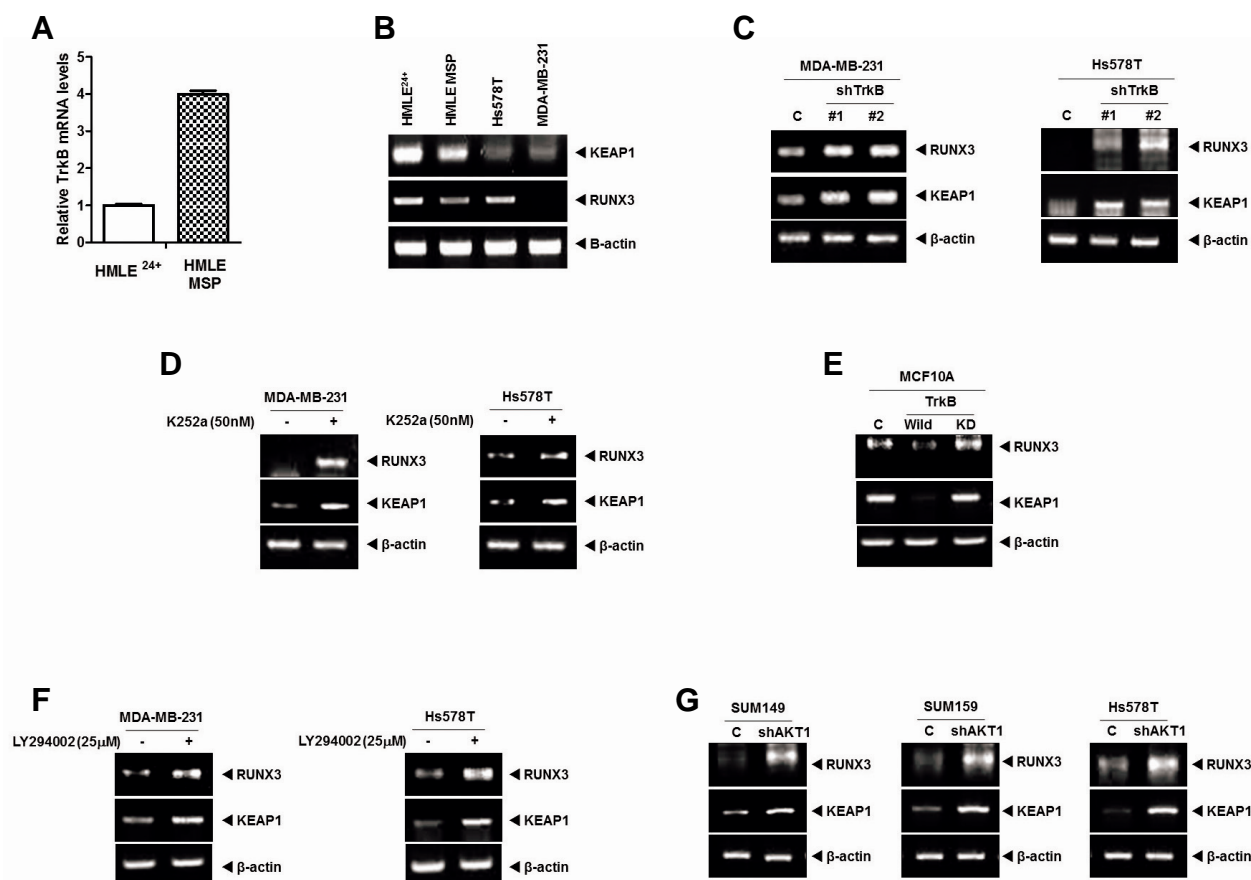 A
Relative TrkB mRNA levels
5
4
3
2
1
0
HMLE 24+
HMLE MSP
B
HMLE24+
HMLE MSP
Hs578T
MDA-MB-231
KEAP1
RUNX3
B-actin
C
MDA-MB-231
shTrkB
C #1 #2
RUNX3
KEAP1
β-actin
Hs578T
shTrkB
C #1 #2
RUNX3
KEAP1
β-actin
D
MDA-MB-231
K252a (50nM) - +
RUNX3
KEAP1
β-actin
Hs578T
K252a (50nM) - +
RUNX3
KEAP1
β-actin
E
MCF10A
TrkB
C Wild KD
RUNX3
KEAP1
β-actin
F
MDA-MB-231
LY294002 (25μM) - +
RUNX3
KEAP1
β-actin
Hs578T
LY294002 (25μM) - +
RUNX3
KEAP1
β-actin
G
SUM149
C shAKT1
RUNX3
KEAP1
β-actin
SUM159
C shAKT1
RUNX3
KEAP1
β-actin
Hs578T
C shAKT1
RUNX3
KEAP1
β-actin